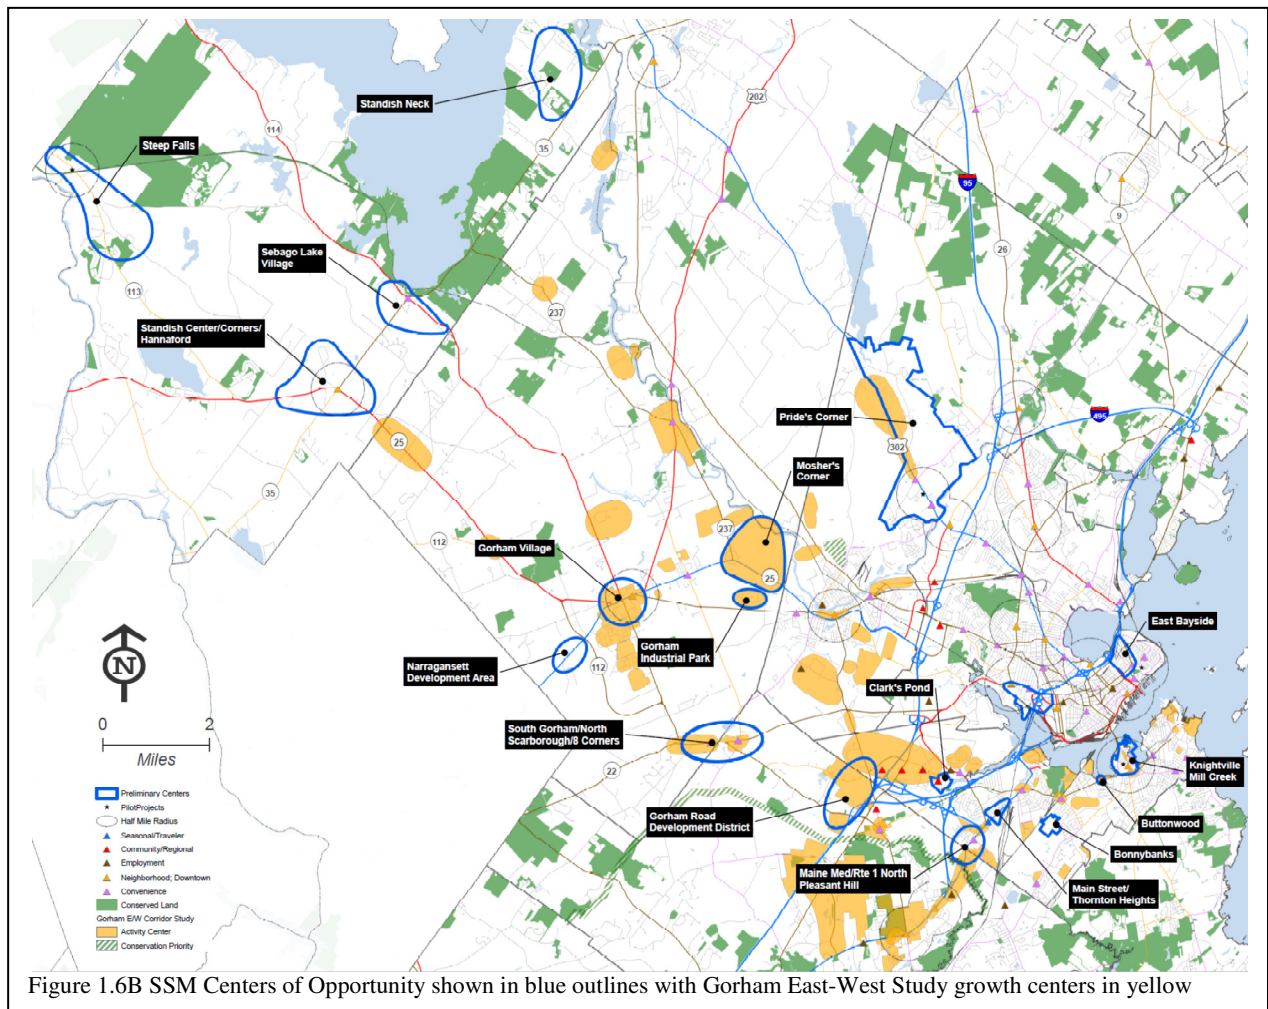 Standish Neck
202
114
Steep Falls
35
95
9
26
Sebago Lake
Village
113
237
Standish Center/Corners/
Hannaford
Pride's Corner
495
25
302
Mosher's
Corner
35
237
112
Gorham Village
25
East Bayside
Gorham
Industrial Park
Narragansett
Development Area
112
Clark's Pond
South Gorham/North
Scarborough/8 Corners
22
Knightville
Mill Creek
Gorham Road
Development District
Buttonwood
Bonnybanks
Maine Med/Rte 1 North
Pleasant Hill
Main Street/
Thornton Heights
N
0 2
Miles
Preliminary Centers
PilotProjects
Half Mile Radius
Seasonal/Traveler
Community/Regional
Employment
Neighborhood; Downtown
Convenience
Conserved Land
Gorham E/W Corridor Study
Activity Center
Conservation Priority
Figure 1.6B SSM Centers of Opportunity shown in blue outlines with Gorham East-West Study growth centers in yellow